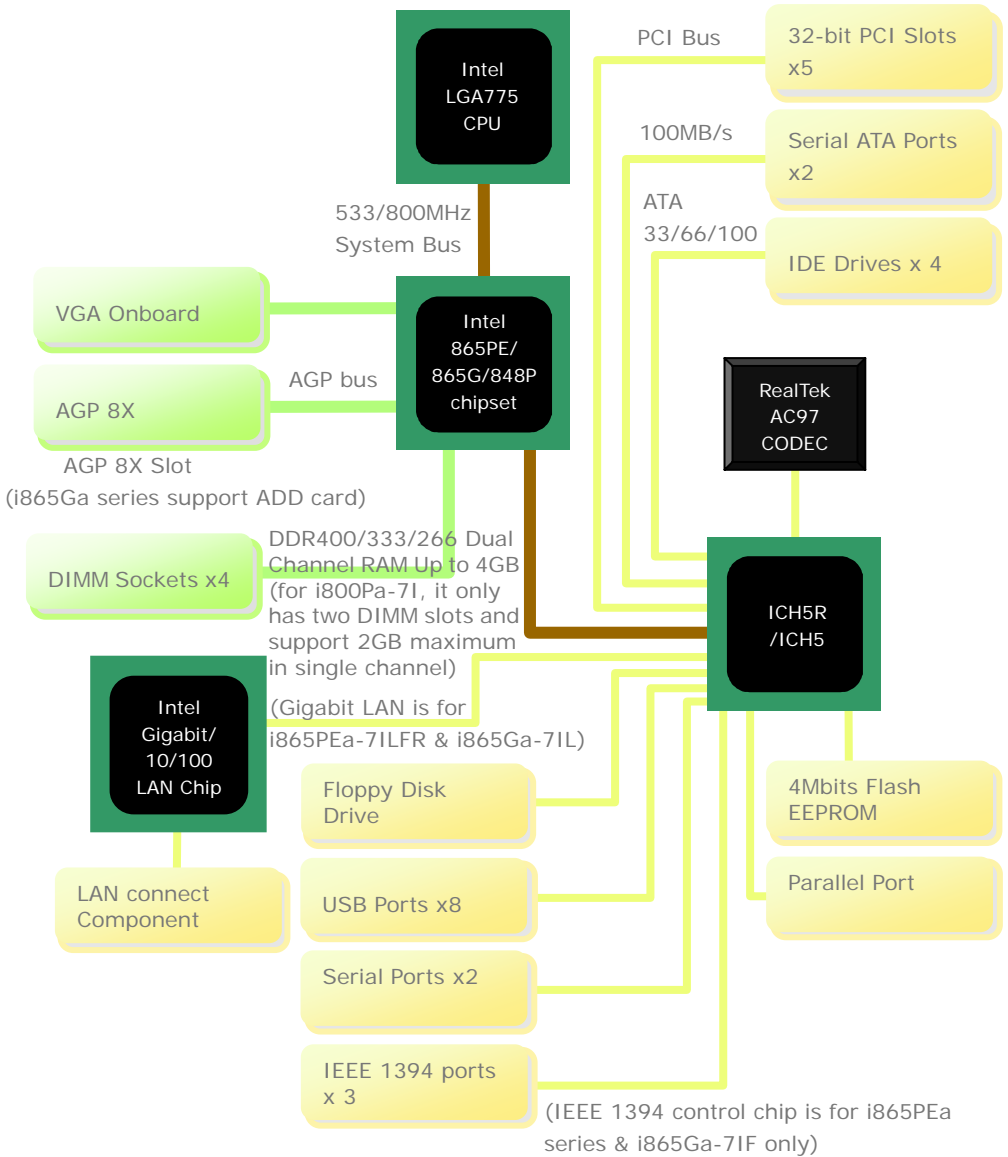 Intel
LGA775
CPU
PCI Bus
32-bit PCI Slots
x5
100MB/s
Serial ATA Ports
x2
ATA
33/66/100
IDE Drives x 4
533/800MHz
System Bus
VGA Onboard
Intel
865PE/
865G/848P
chipset
AGP bus
AGP 8X
AGP 8X Slot
(i865Ga series support ADD card)
RealTek
AC97
CODEC
DIMM Sockets x4
DDR400/333/266 Dual
Channel RAM Up to 4GB
(for i800Pa-7I, it only
has two DIMM slots and
support 2GB maximum
in single channel)
ICH5R
/ICH5
Intel
Gigabit/
10/100
LAN Chip
(Gigabit LAN is for
i865PEa-7ILFR & i865Ga-7IL)
LAN connect
Component
Floppy Disk
Drive
USB Ports x8
Serial Ports x2
IEEE 1394 ports
x 3
4Mbits Flash
EEPROM
Parallel Port
(IEEE 1394 control chip is for i865PEa
series & i865Ga-7IF only)